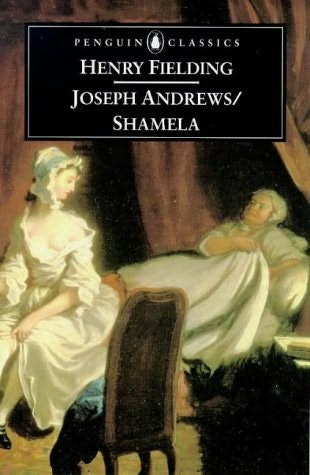 PENGUIN CLASSICS
HENRY FIELDING
JOSEPH ANDREWS/
SHAMELA